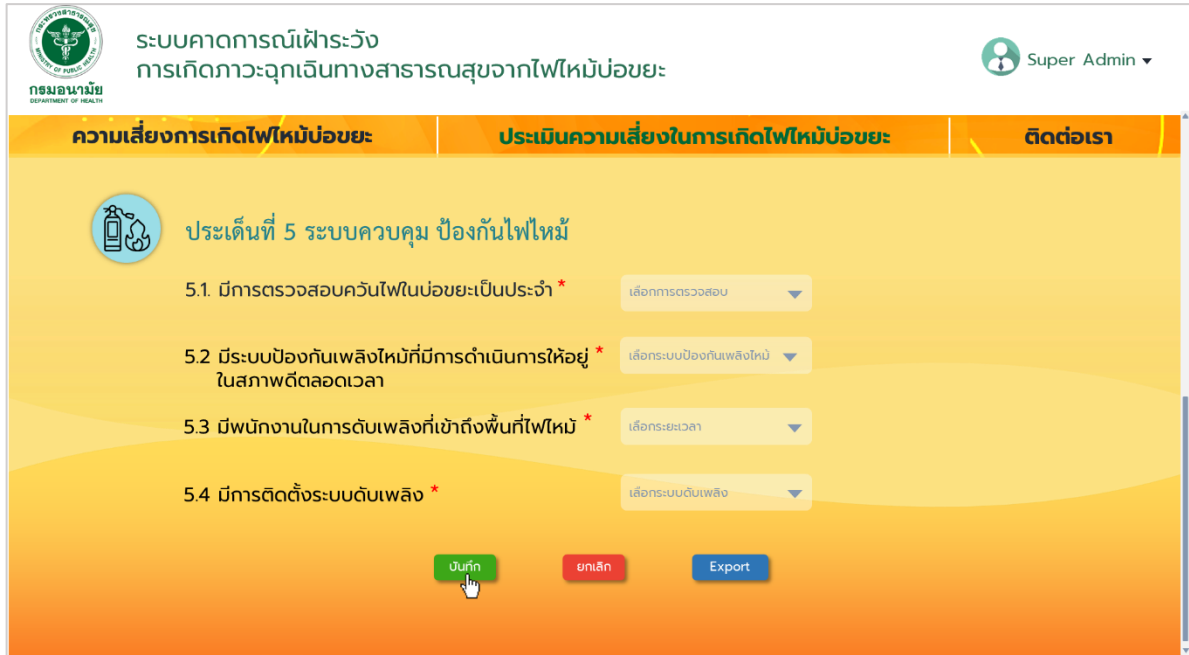 กระทรวงสาธารณสุข
MINISTRY OF PUBLIC HEALTH
กรมอนามัย
DEPARTMENT OF HEALTH
ระบบคาดการณ์เฝ้าระวัง
การเกิดภาวะฉุกเฉินทางสาธารณสุขจากไฟไหม้บ่อขยะ
Super Admin
ความเสี่ยงการเกิดไฟไหม้บ่อขยะ
ประเมินความเสี่ยงในการเกิดไฟไหม้บ่อขยะ
ติดต่อเรา
ประเด็นที่ 5 ระบบควบคุม ป้องกันไฟไหม้
5.1. มีการตรวจสอบควันไฟในบ่อขยะเป็นประจำ *
เลือกการตรวจสอบ
5.2 มีระบบป้องกันเพลิงไหม้ที่มีการดำเนินการให้อยู่ *
ในสภาพดีตลอดเวลา
เลือกระบบป้องกันเพลิงไหม้
5.3 มีพนักงานในการดับเพลิงที่เข้าถึงพื้นที่ไฟไหม้ *
เลือกระยะเวลา
5.4 มีการติดตั้งระบบดับเพลิง *
เลือกระบบดับเพลิง
บันทึก
ยกเลิก
Export